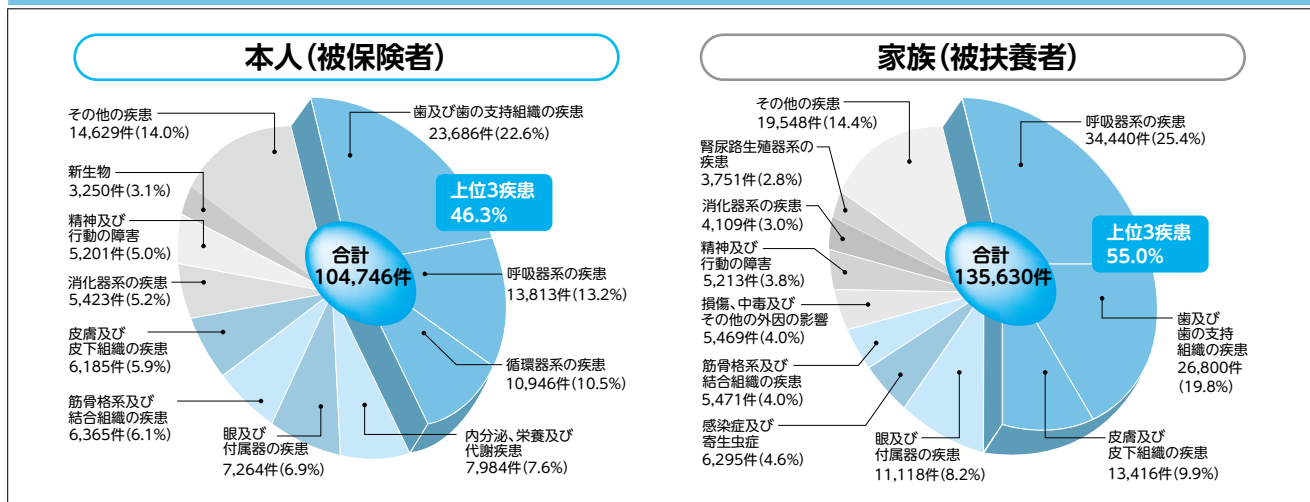 本人(被保険者)
歯及び歯の支持組織の疾患
23,686件(22.6%)
上位3疾患
46.3%
呼吸器系の疾患
13,813件(13.2%)
循環器系の疾患
10,946件(10.5%)
内分泌、栄養及び
代謝疾患
7,984件(7.6%)
眼及び
付属器の疾患
7,264件(6.9%)
筋骨格系及び
結合組織の疾患
6,365件(6.1%)
皮膚及び
皮下組織の疾患
6,185件(5.9%)
消化器系の疾患
5,423件(5.2%)
精神及び
行動の障害
5,201件(5.0%)
新生物
3,250件(3.1%)
その他の疾患
14,629件(14.0%)
合計
104,746件
家族(被扶養者)
呼吸器系の疾患
34,440件(25.4%)
上位3疾患
55.0%
歯及び
歯の支持
組織の疾患
26,800件
(19.8%)
皮膚及び
皮下組織の疾患
13,416件(9.9%)
眼及び
付属器の疾患
11,118件(8.2%)
感染症及び
寄生虫症
6,295件(4.6%)
筋骨格系及び
結合組織の疾患
5,471件(4.0%)
損傷、中毒及び
その他の外因の影響
5,469件(4.0%)
精神及び
行動の障害
5,213件(3.8%)
消化器系の疾患
4,109件(3.0%)
腎尿路生殖器系の
疾患
3,751件(2.8%)
その他の疾患
19,548件(14.4%)
合計
135,630件